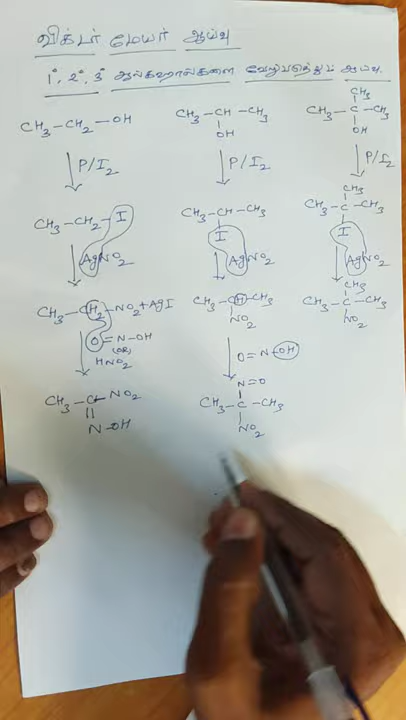 விக்டர் மேயர் ஆய்வு
1°, 2°, 3° ஆல்கஹால்களை வேறுபடுத்தும் ஆய்வு.
CH3
CH3-CH2-OH CH3-CH-CH3 CH3-C-CH3
OH OH
P/I2 P/I2 P/I2
CH3
CH3-CH2-I CH3-CH-CH3 CH3-C-CH3
I I
AgNO2 AgNO2 AgNO2
CH3
CH3-CH2-NO2+AgI CH3-CH-CH3 CH3-C-CH3
NO2 NO2
O=N-OH O=N-OH
(OR)
HNO2
N=O
CH3-C-NO2 CH3-C-CH3
N-OH NO2